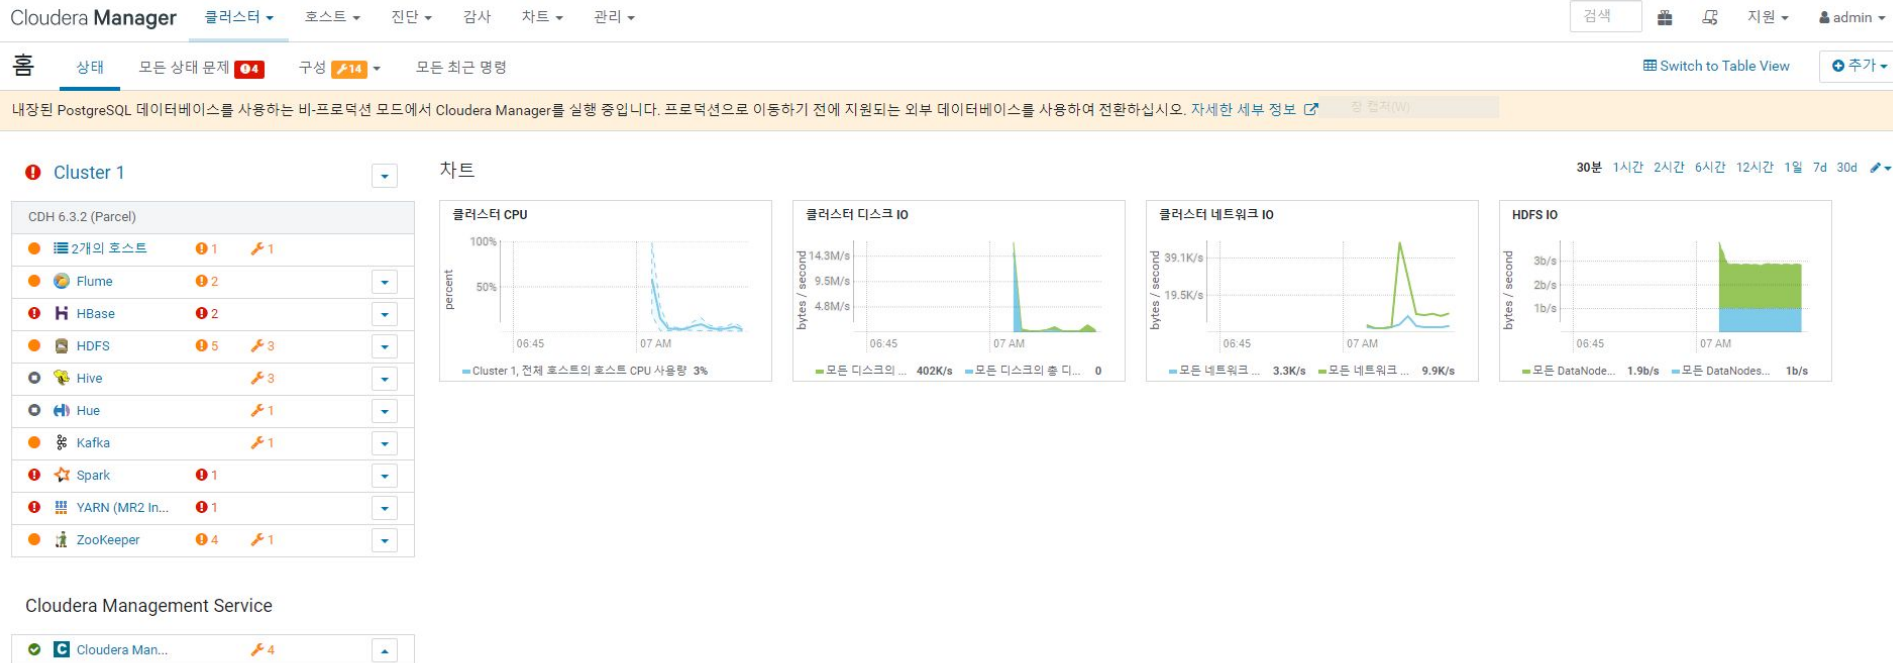 Cloudera Manager 클러스터 호스트 진단 감사 차트 관리 검색 지원 admin
홈 상태 모든 상태 문제 4 구성 14 모든 최근 명령 Switch to Table View 추가
내장된 PostgreSQL 데이터베이스를 사용하는 비-프로덕션 모드에서 Cloudera Manager를 실행 중입니다. 프로덕션으로 이동하기 전에 지원되는 외부 데이터베이스를 사용하여 전환하십시오. 자세한 세부 정보 창 캡처(W)
Cluster 1
CDH 6.3.2 (Parcel)
2개의 호스트 1 1
Flume 2
HBase 2
HDFS 5 3
Hive 3
Hue 1
Kafka 1
Spark 1
YARN (MR2 In... 1
ZooKeeper 4 1
Cloudera Management Service
Cloudera Man... 4
차트
30분 1시간 2시간 6시간 12시간 1일 7d 30d
클러스터 CPU
percent
100%
50%
06:45 07 AM
Cluster 1, 전체 호스트의 호스트 CPU 사용량 3%
클러스터 디스크 IO
bytes / second
14.3M/s
9.5M/s
4.8M/s
06:45 07 AM
모든 디스크의 ... 402K/s 모든 디스크의 총 디... 0
클러스터 네트워크 IO
bytes / second
39.1K/s
19.5K/s
06:45 07 AM
모든 네트워크 ... 3.3K/s 모든 네트워크 ... 9.9K/s
HDFS IO
bytes / second
3b/s
2b/s
1b/s
06:45 07 AM
모든 DataNode... 1.9b/s 모든 DataNodes... 1b/s